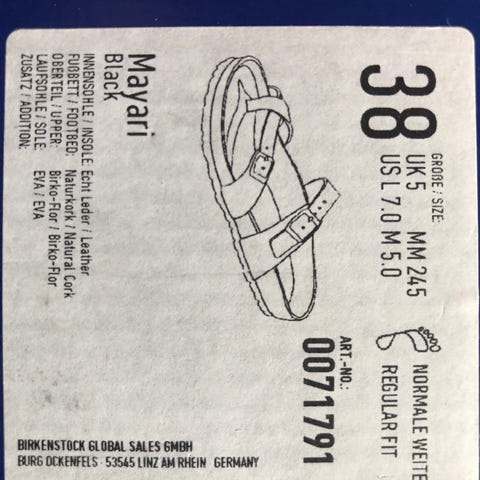 Mayari
Black
INNENSOHLE / INSOLE: Echt Leder / Leather
FUßBETT / FOOTBED: Naturkork / Natural Cork
OBERTEIL / UPPER: Birko-Flor / Birko-Flor
LAUFSOHLE / SOLE: EVA / EVA
ZUSATZ / ADDITION:
GRÖßE / SIZE:
38
UK 5 MM 245
US L 7.0 M 5.0
NORMALE WEITE
REGULAR FIT
ART.-NO.:
0071791
BIRKENSTOCK GLOBAL SALES GMBH
BURG OCKENFELS · 53545 LINZ AM RHEIN GERMANY